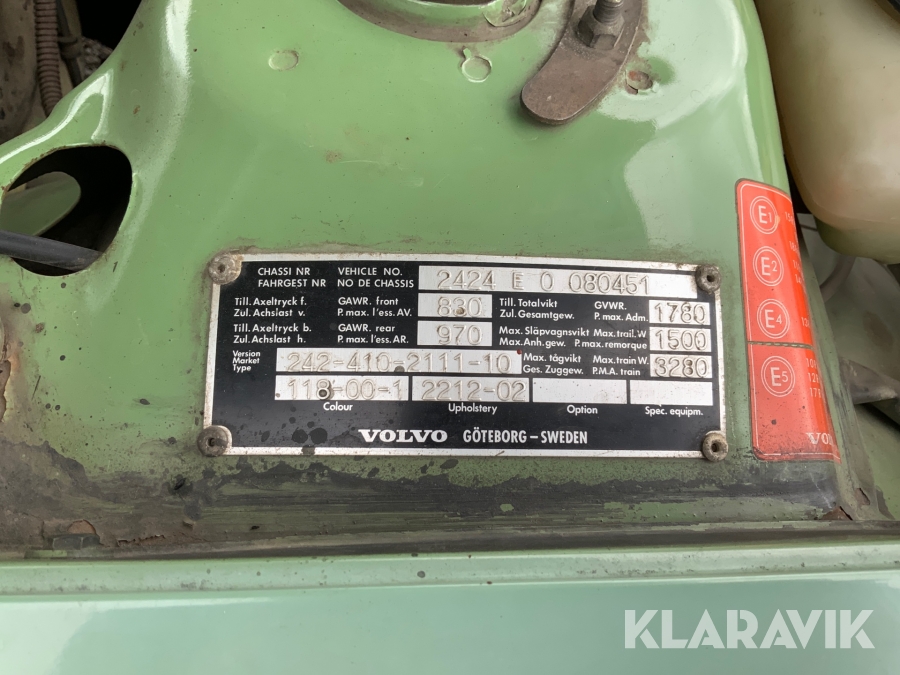 CHASSI NR VEHICLE NO. 2424 E 0 080451
FAHRGEST NR NO DE CHASSIS
Till. Axeltryck f. GAWR. front 830 Till. Totalvikt GVWR. 1780
Zul. Achslast v. P. max. l'ess. AV. Zul. Gesamtgew. P. max. Adm.
Till. Axeltryck b. GAWR. rear 970 Max. Släpvagnsvikt Max. trail. W 1500
Zul. Achslast h. P. max. l'ess. AR. Max. Anh. gew. P. max. remorque
Version
Market
Type
242-410-2111-10 Max. tågvikt Max. train W 3280
Ges. Zuggew. P.M.A. train
118-00-1 2212-02
Colour Upholstery Option Spec. equipm.
VOLVO GÖTEBORG–SWEDEN
E1
E2
E4
E5
KLARAVIK